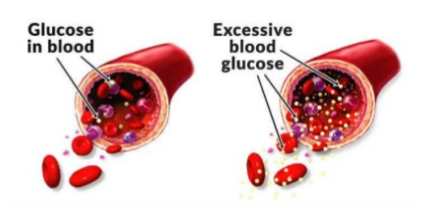 Glucose
in blood
Excessive
blood
glucose